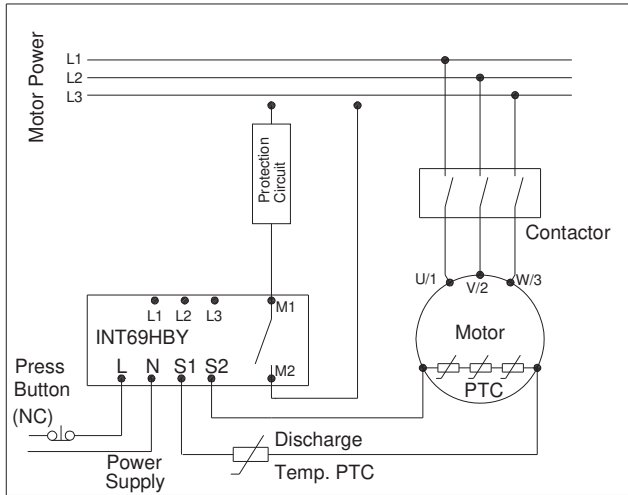 Motor Power
L1
L2
L3
Protection
Circuit
Contactor
U/1
V/2
W/3
Motor
PTC
L1 L2 L3
M1
INT69HBY
L N S1 S2
M2
Press
Button
(NC)
Power
Supply
Discharge
Temp. PTC